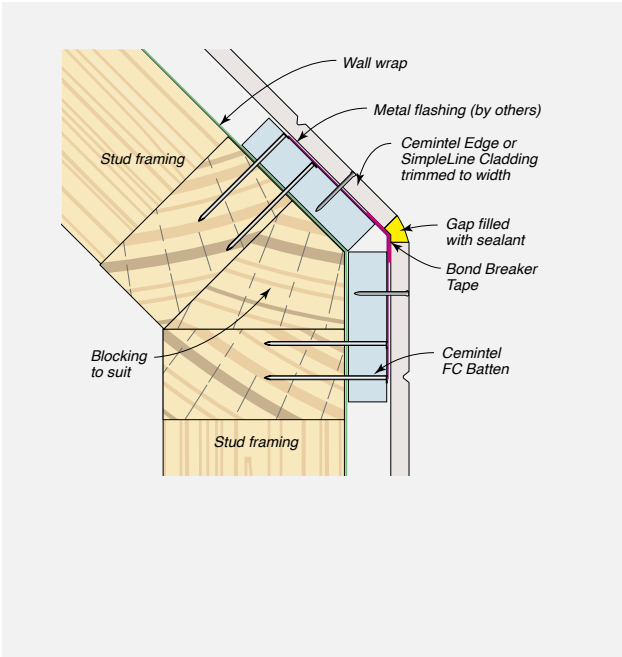 Wall wrap
Metal flashing (by others)
Stud framing
Cemintel Edge or
SimpleLine Cladding
trimmed to width
Gap filled
with sealant
Bond Breaker
Tape
Blocking
to suit
Cemintel
FC Batten
Stud framing